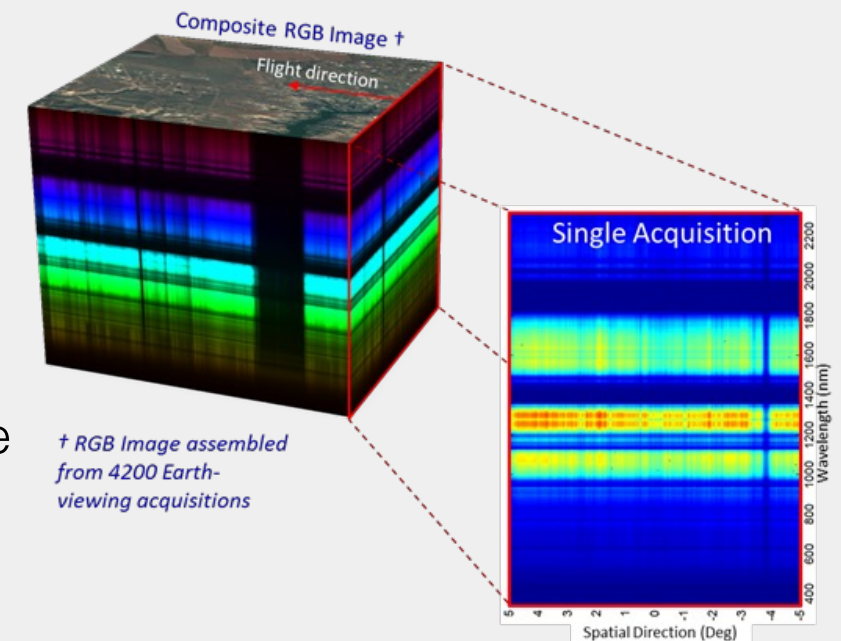 Composite RGB Image †
Flight direction
Single Acquisition
e
† RGB Image assembled
from 4200 Earth-
viewing acquisitions
2200
2000
1800
1600
1400
1200
1000
800
600
400
Wavelength (nm)
5 4 3 2 1 0 -1 -2 -3 -4 -5
Spatial Direction (Deg)